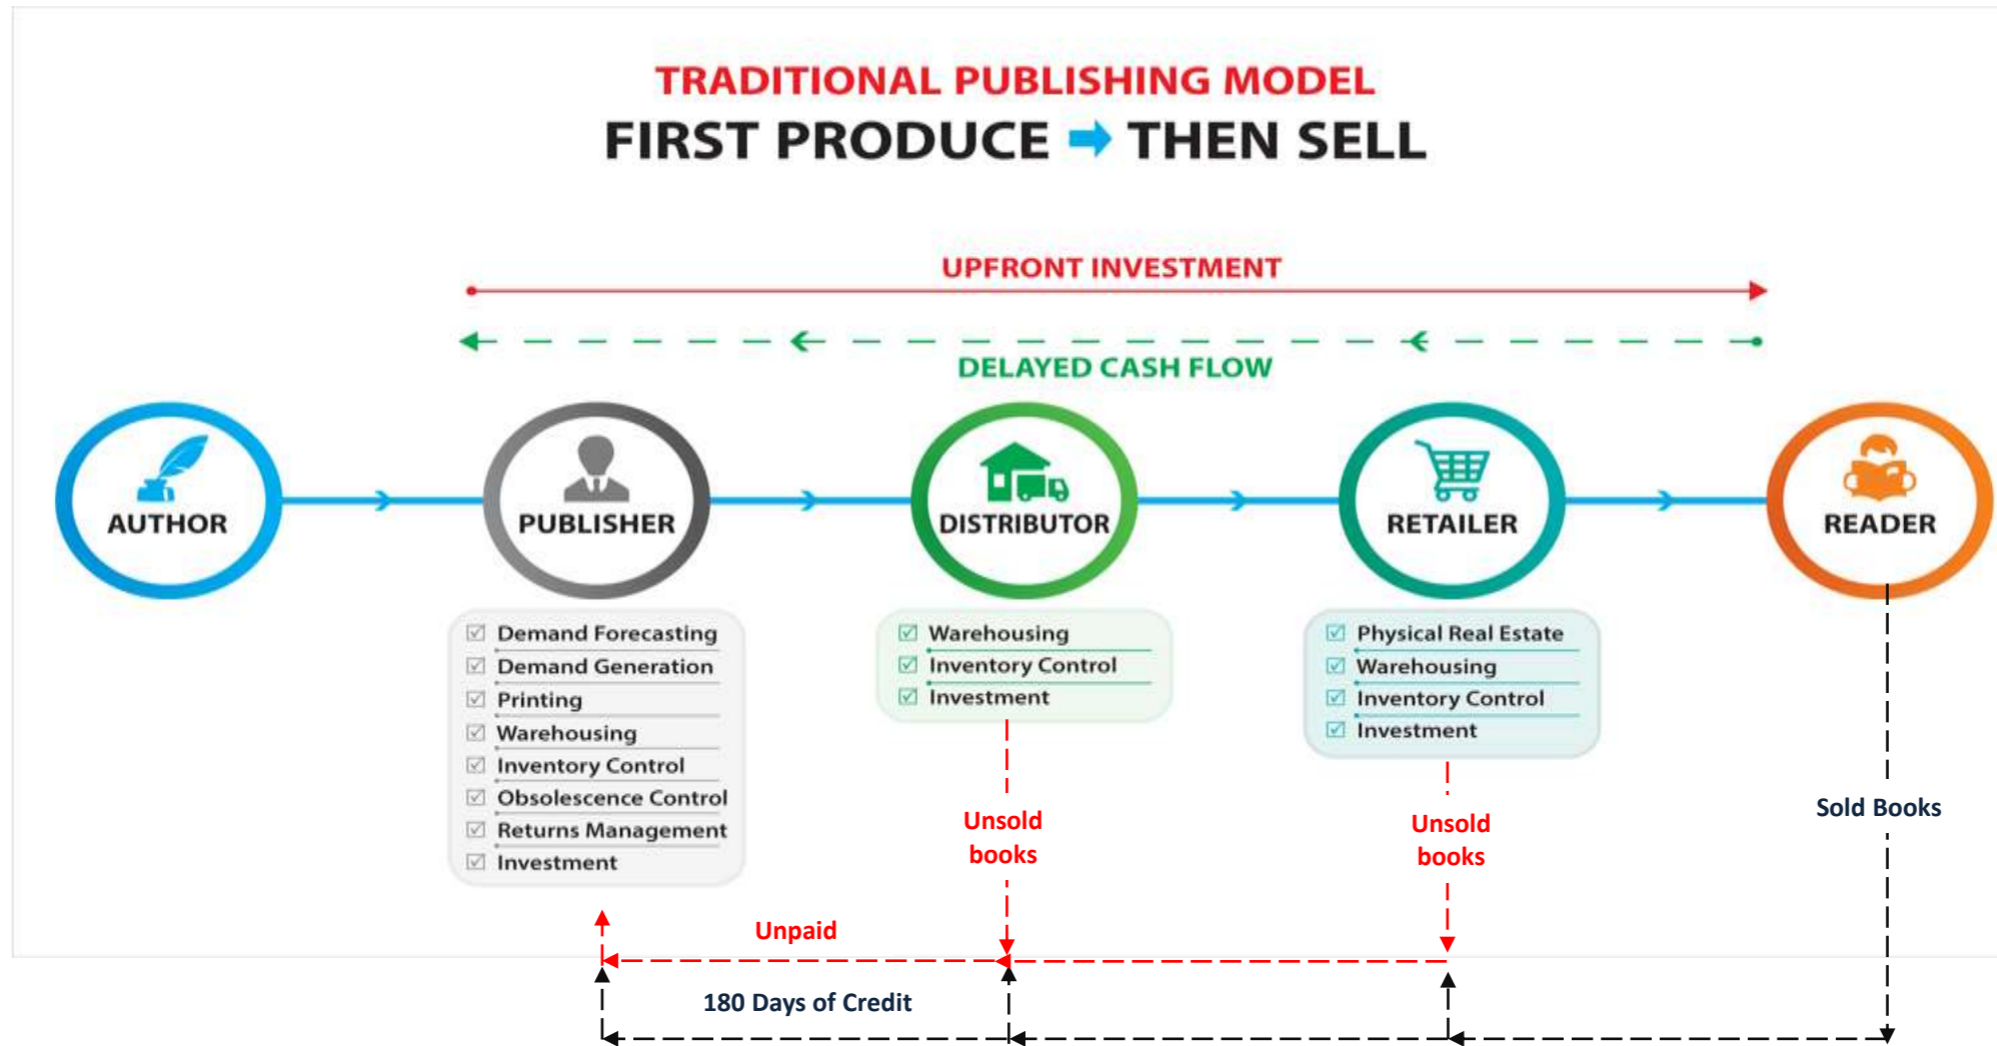 TRADITIONAL PUBLISHING MODEL
FIRST PRODUCE THEN SELL
UPFRONT INVESTMENT
DELAYED CASH FLOW
AUTHOR
PUBLISHER
DISTRIBUTOR
RETAILER
READER
Demand Forecasting
Demand Generation
Printing
Warehousing
Inventory Control
Obsolescence Control
Returns Management
Investment
Warehousing
Inventory Control
Investment
Physical Real Estate
Warehousing
Inventory Control
Investment
Unsold
books
Unsold
books
Sold Books
Unpaid
180 Days of Credit